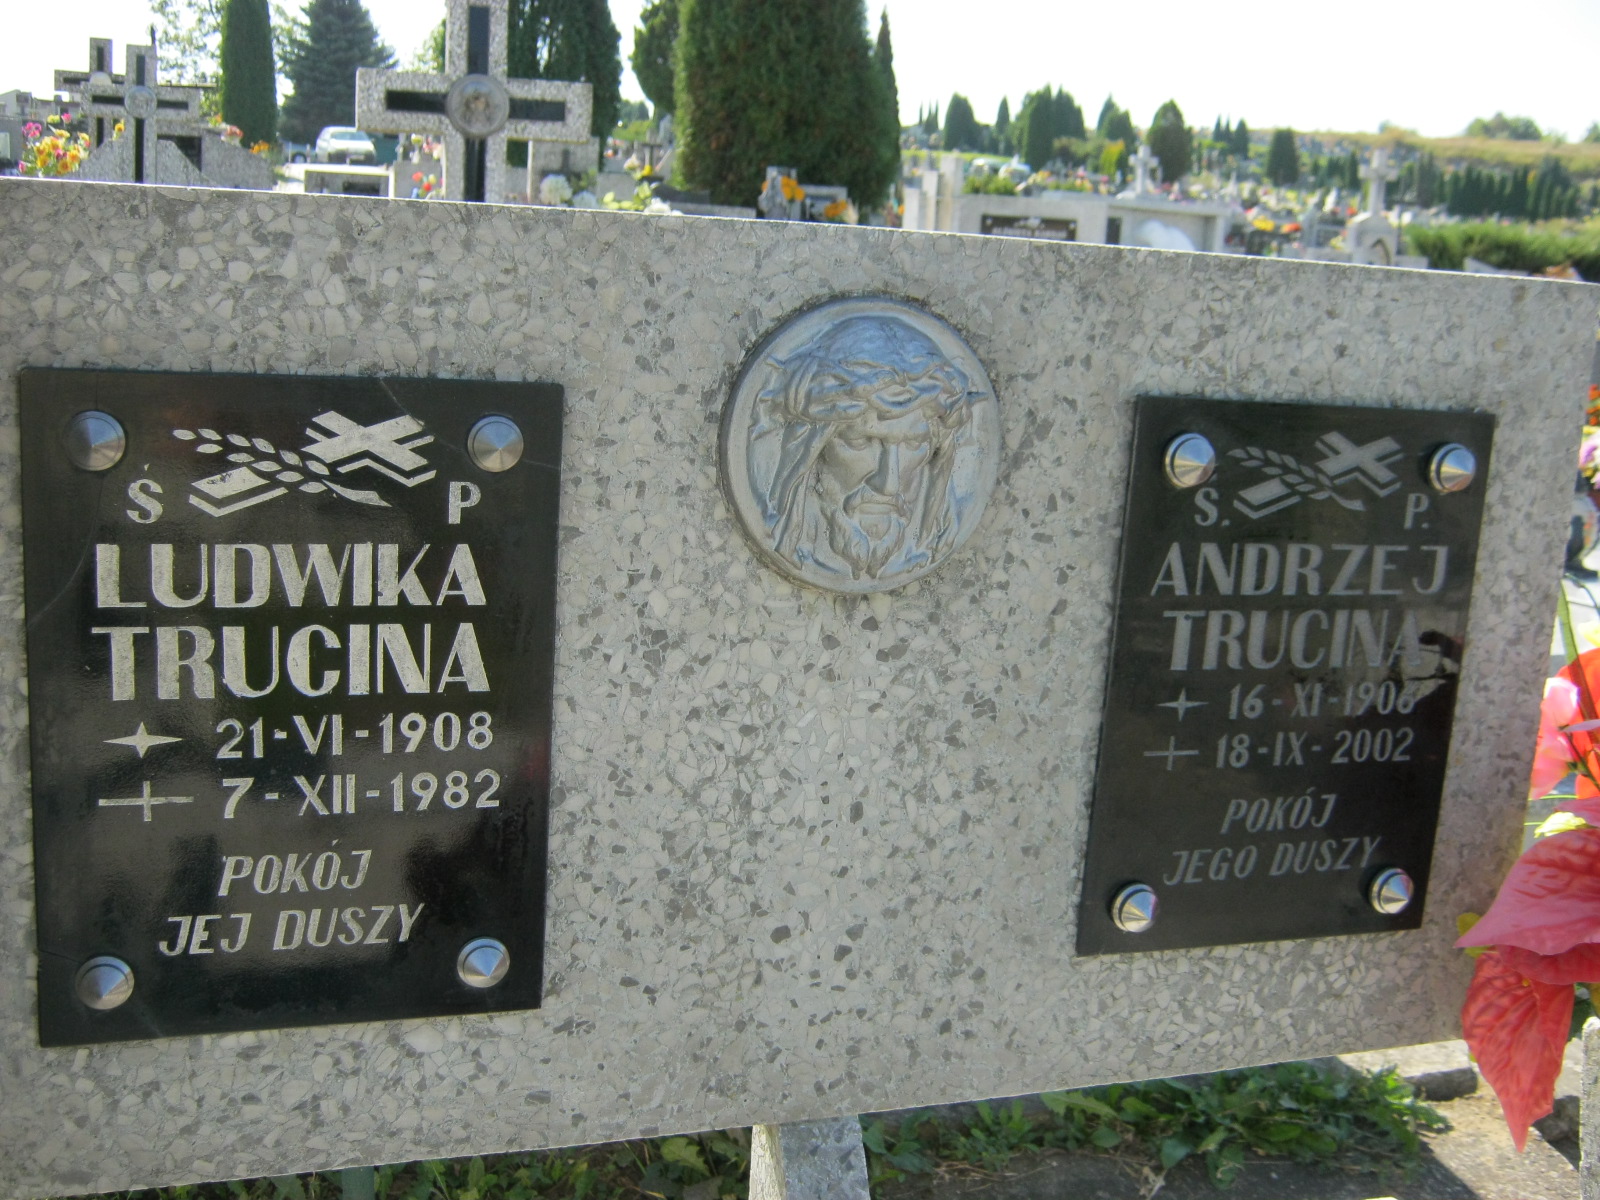 Ś P
LUDWIKA
TRUCINA
21-VI-1908
7-XII-1982
POKÓJ
JEJ DUSZY
Ś. P.
ANDRZEJ
TRUCINA
16-XI-1906
18-IX-2002
POKÓJ
JEGO DUSZY